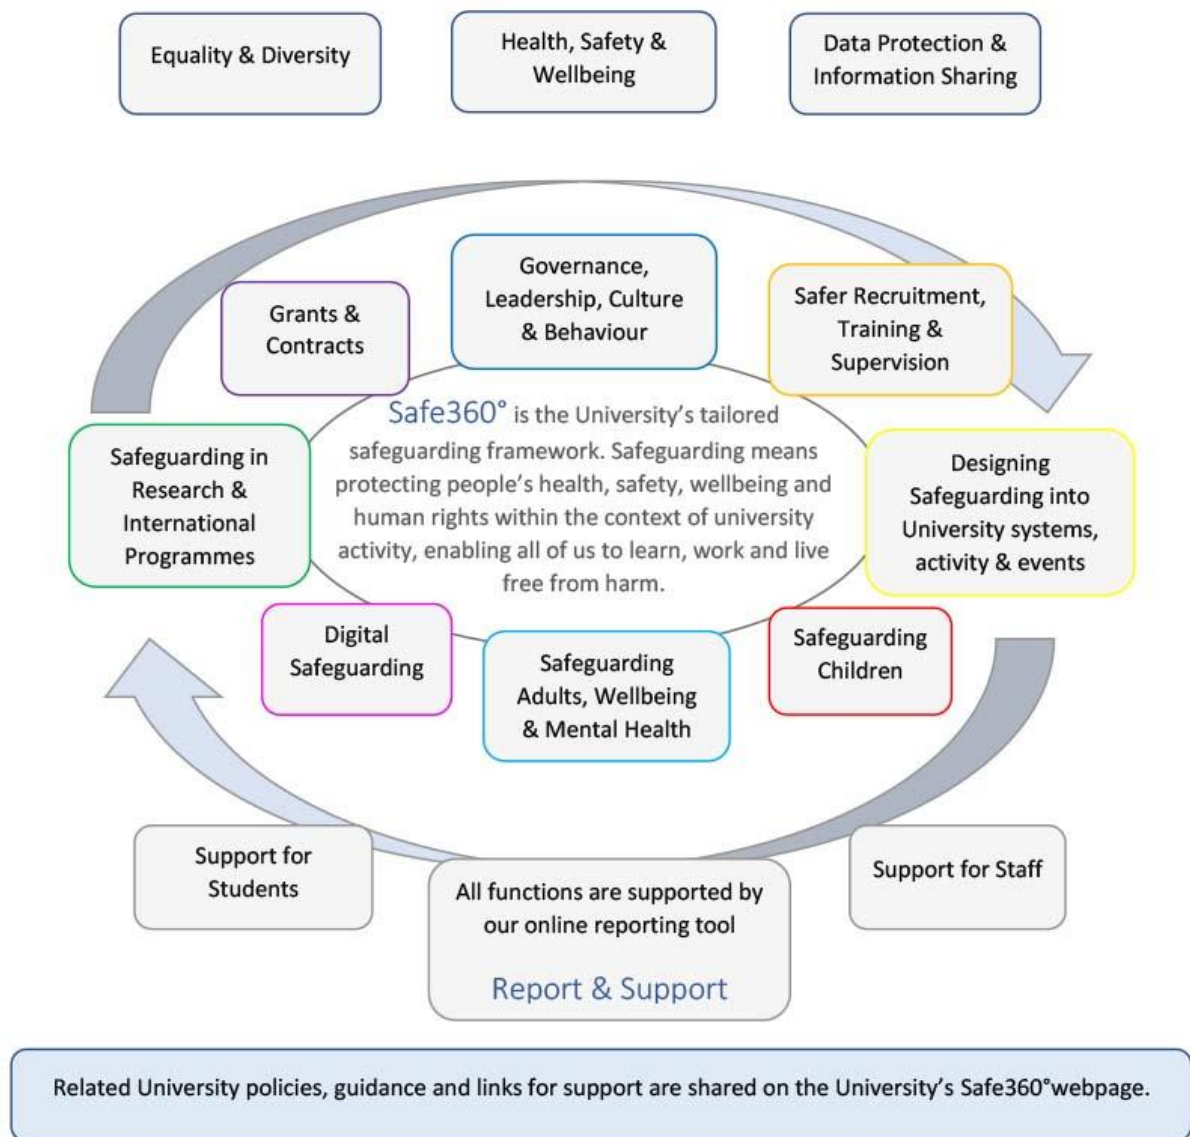 Equality & Diversity
Health, Safety &
Wellbeing
Data Protection &
Information Sharing
Governance,
Leadership, Culture
& Behaviour
Grants &
Contracts
Safer Recruitment,
Training &
Supervision
Safe360° is the University’s tailored
safeguarding framework. Safeguarding means
protecting people’s health, safety, wellbeing and
human rights within the context of university
activity, enabling all of us to learn, work and live
free from harm.
Safeguarding in
Research &
International
Programmes
Designing
Safeguarding into
University systems,
activity & events
Digital
Safeguarding
Safeguarding
Adults, Wellbeing
& Mental Health
Safeguarding
Children
Support for
Students
All functions are supported by
our online reporting tool
Report & Support
Support for Staff
Related University policies, guidance and links for support are shared on the University’s Safe360°webpage.